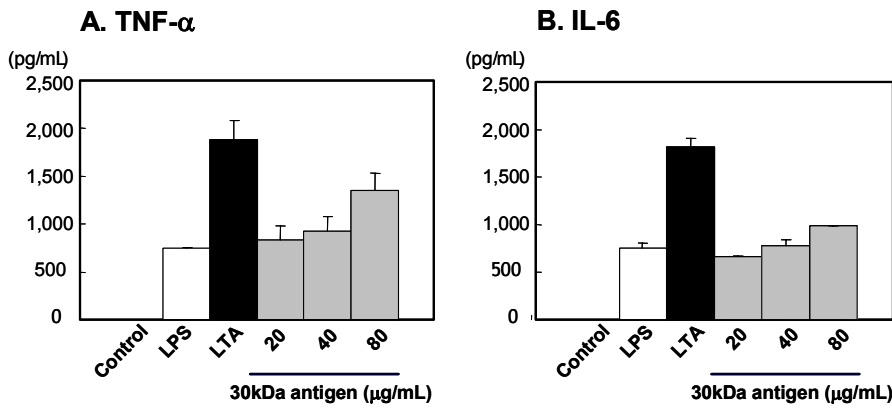 A. TNF-α
(pg/mL)
2,500
2,000
1,500
1,000
500
0
Control
LPS
LTA
20
40
80
30kDa antigen (μg/mL)
B. IL-6
(pg/mL)
2,500
2,000
1,500
1,000
500
0
Control
LPS
LTA
20
40
80
30kDa antigen (μg/mL)